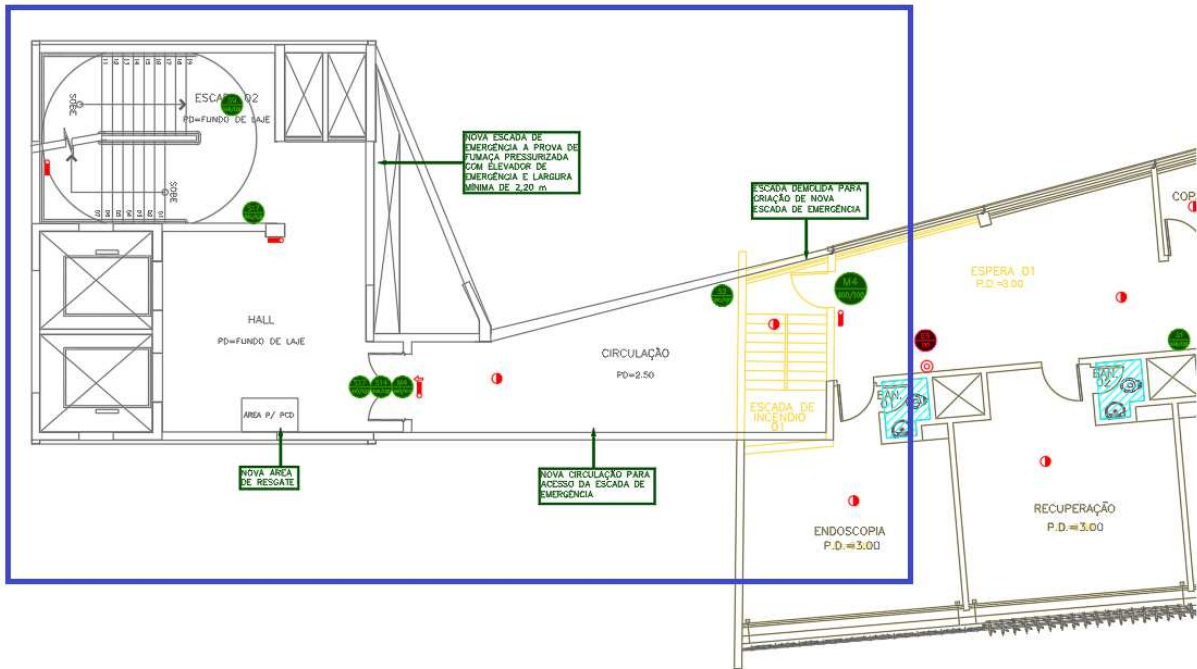 SOBE
ESCADA 02
PD=FUNDO DE LAJE
SOBE
NOVA ESCADA DE
EMERGÊNCIA A PROVA DE
FUMAÇA PRESSURIZADA
COM ELEVADOR DE
EMERGÊNCIA E LARGURA
MÍNIMA DE 2,20 m
ESCADA DEMOLIDA PARA
CRIAÇÃO DE NOVA
ESCADA DE EMERGÊNCIA
COP
ESPERA 01
P.D.=3.00
M4
HALL
PD=FUNDO DE LAJE
CIRCULAÇÃO
PD=2.50
BAN.
01
BAN.
02
ESCADA DE
INCÊNDIO
01
ÁREA P/ PCD
NOVA ÁREA
DE RESGATE
NOVA CIRCULAÇÃO PARA
ACESSO DA ESCADA DE
EMERGÊNCIA
ENDOSCOPIA
P.D.=3.00
RECUPERAÇÃO
P.D.=3.00